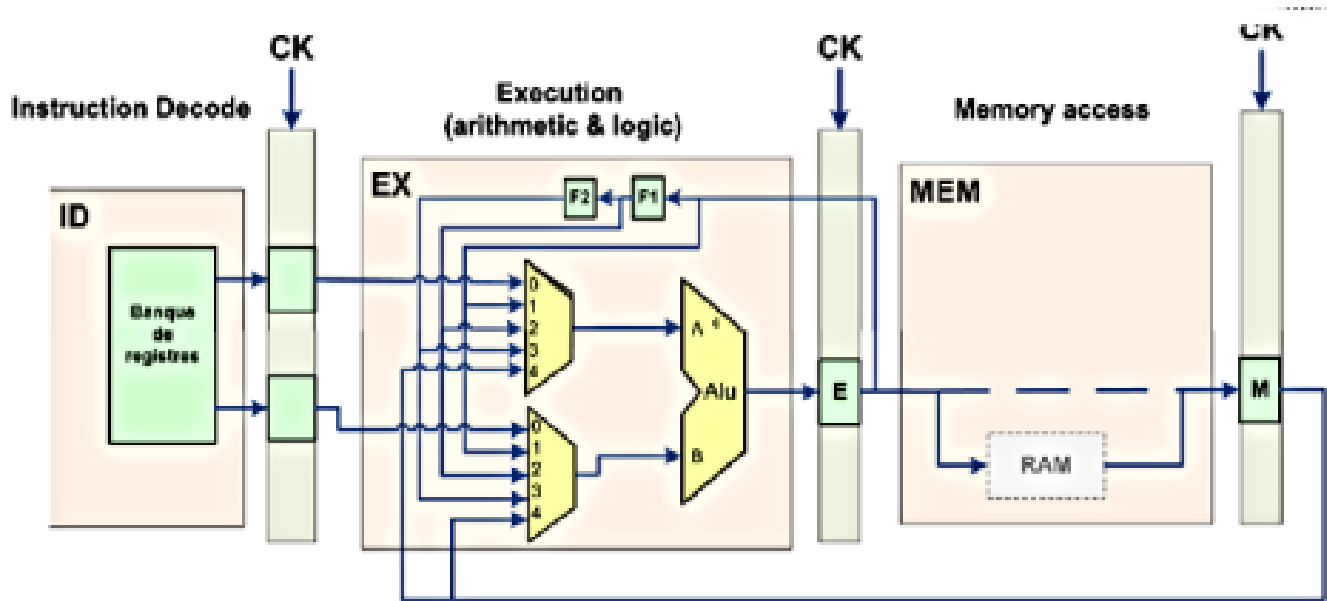 CK
CK
CK
Instruction Decode
Execution
(arithmetic & logic)
Memory access
ID
EX
MEM
F2
F1
Banque
de
registres
0
1
2
3
4
A
Alu
B
E
M
RAM
0
1
2
3
4